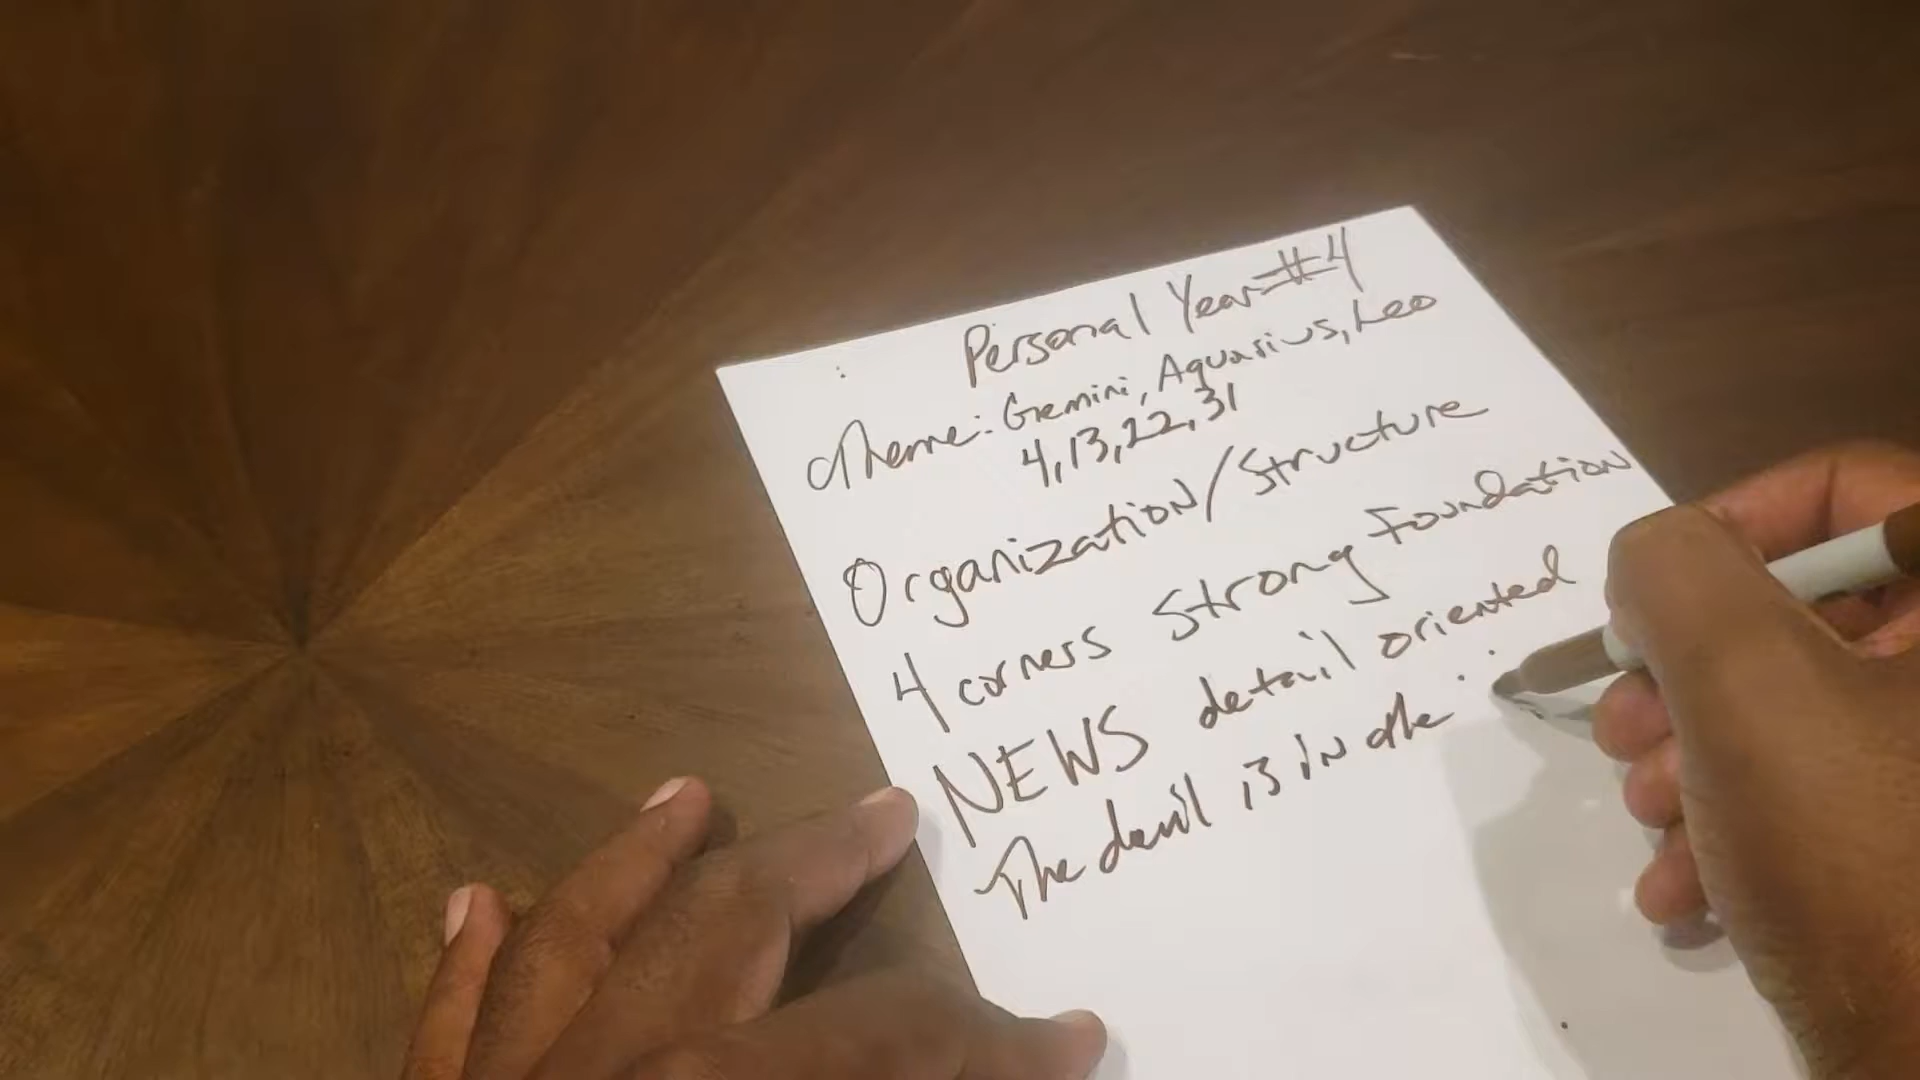 Personal Year #4
Theme: Gemini, Aquarius, Leo
4, 13, 22, 31
Organization/Structure
4 corners Strong Foundation
NEWS detail oriented
The devil is in the